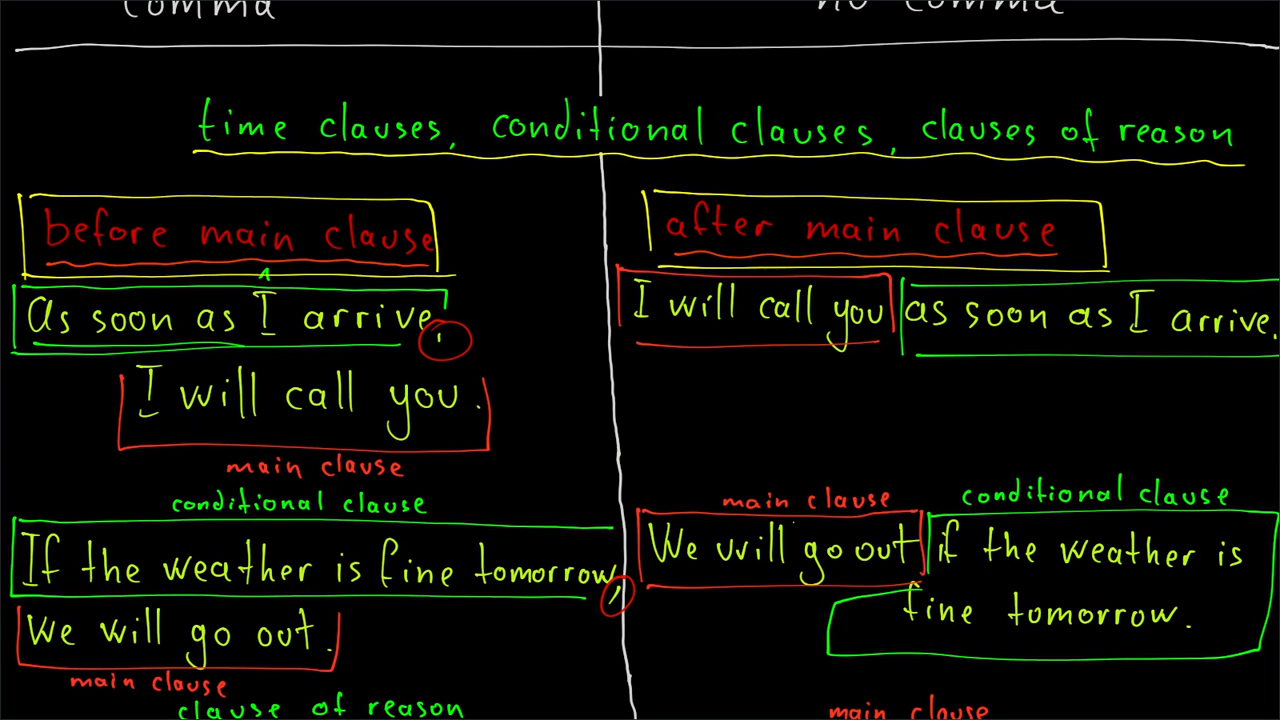 comma
no comma
time clauses, conditional clauses, clauses of reason
before main clause
As soon as I arrive,
I will call you.
main clause
conditional clause
If the weather is fine tomorrow,
We will go out.
main clause
clause of reason
after main clause
I will call you as soon as I arrive.
main clause conditional clause
We will go out if the weather is
fine tomorrow.
main clause